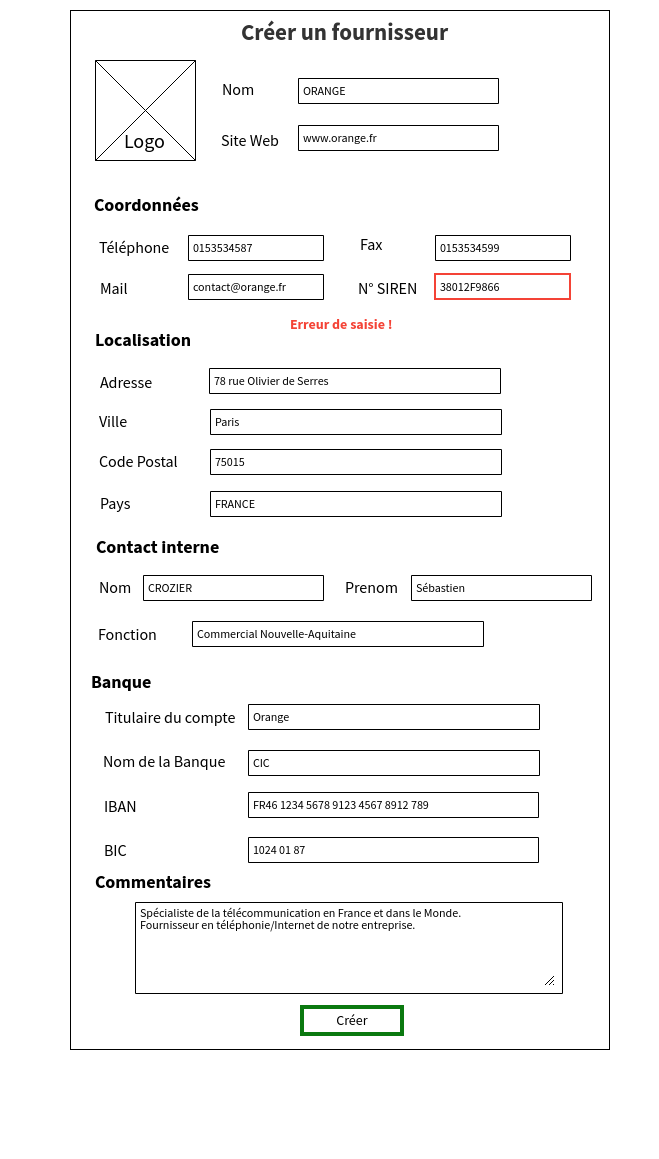 Créer un fournisseur
Logo
Nom ORANGE
Site Web www.orange.fr
Coordonnées
Téléphone 0153534587 Fax 0153534599
Mail contact@orange.fr N° SIREN 38012F9866
Erreur de saisie !
Localisation
Adresse 78 rue Olivier de Serres
Ville Paris
Code Postal 75015
Pays FRANCE
Contact interne
Nom CROZIER Prenom Sébastien
Fonction Commercial Nouvelle-Aquitaine
Banque
Titulaire du compte Orange
Nom de la Banque CIC
IBAN FR46 1234 5678 9123 4567 8912 789
BIC 1024 01 87
Commentaires
Spécialiste de la télécommunication en France et dans le Monde.
Fournisseur en téléphonie/Internet de notre entreprise.
Créer